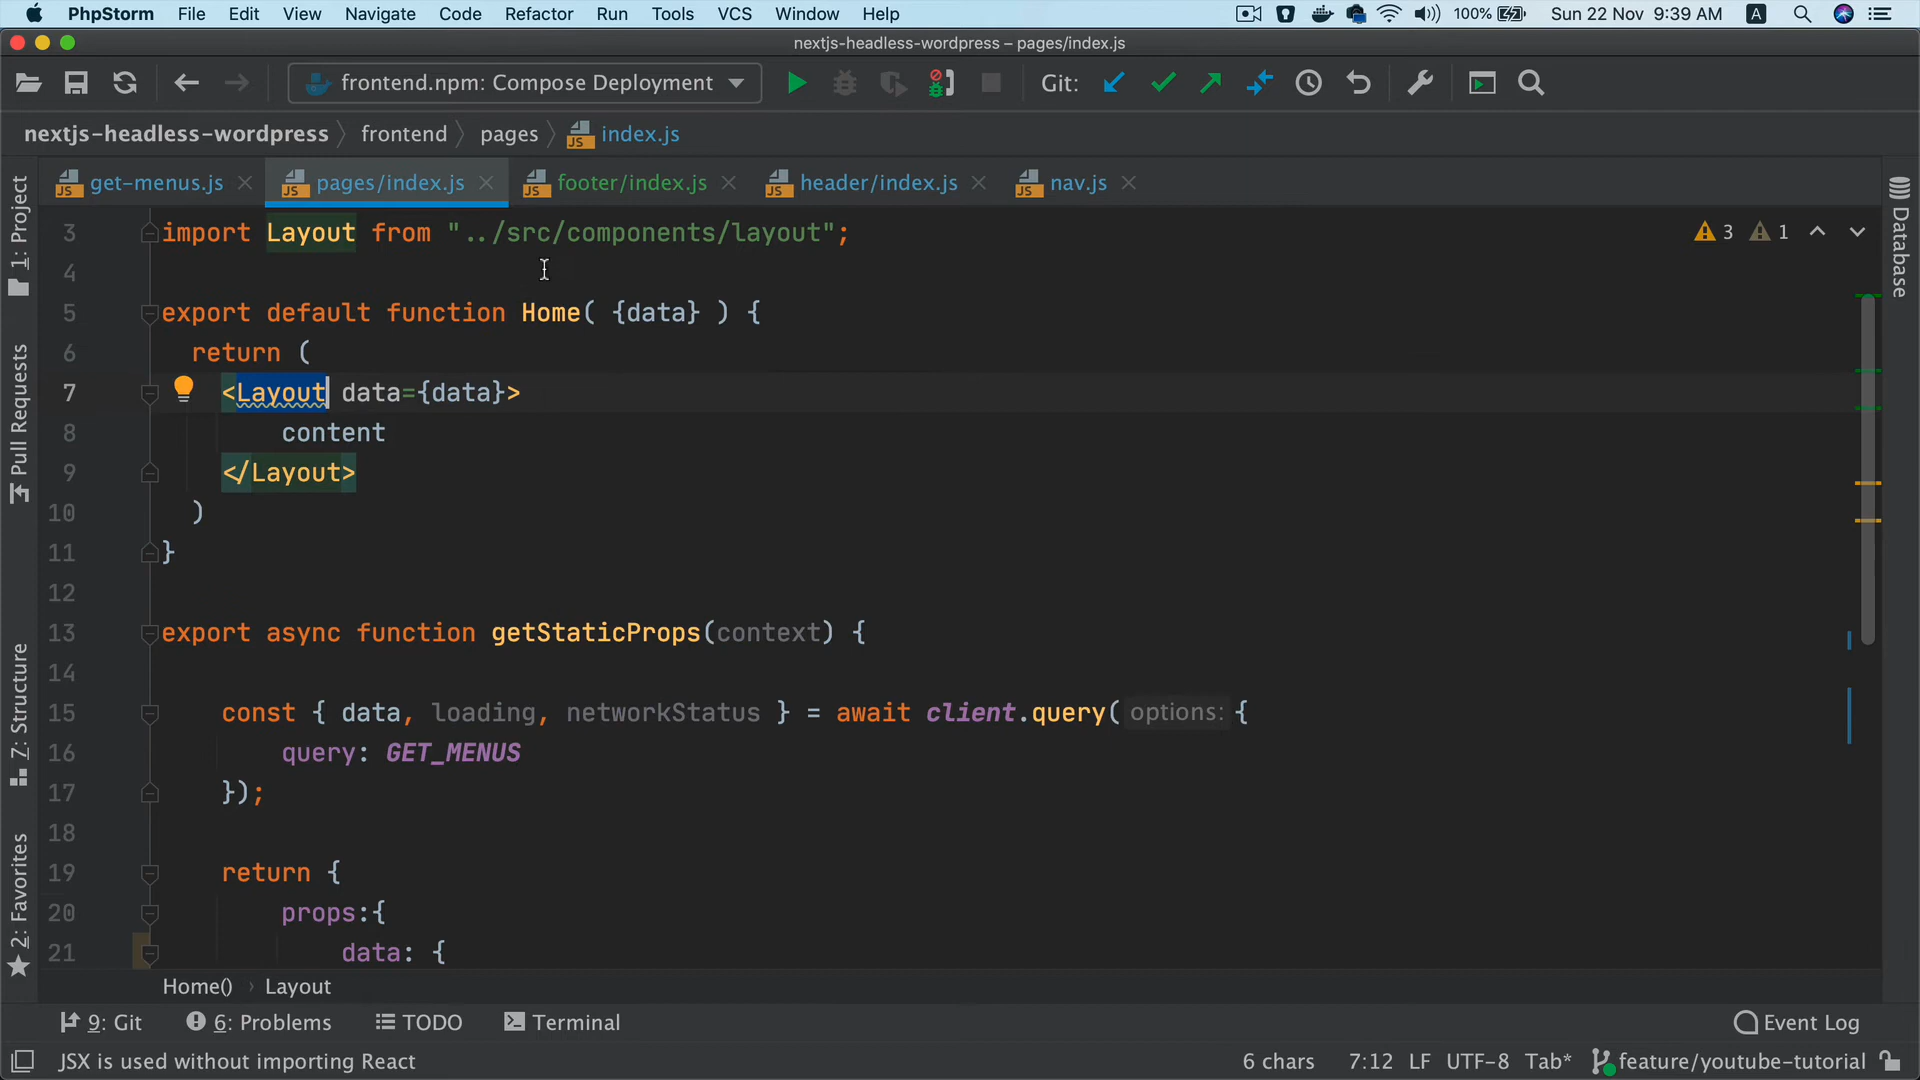 PhpStorm File Edit View Navigate Code Refactor Run Tools VCS Window Help 100% Sun 22 Nov 9:39 AM A
nextjs-headless-wordpress – pages/index.js
frontend.npm: Compose Deployment Git:
nextjs-headless-wordpress frontend pages JS index.js
JS get-menus.js JS pages/index.js JS footer/index.js JS header/index.js JS nav.js
1: Project
Pull Requests
Z: Structure
2: Favorites
Database
3 1
3 import Layout from "../src/components/layout";
4
5 export default function Home( {data} ) {
6 return (
7 <Layout data={data}>
8 content
9 </Layout>
10 )
11 }
12
13 export async function getStaticProps(context) {
14
15 const { data, loading, networkStatus } = await client.query( options: {
16 query: GET_MENUS
17 });
18
19 return {
20 props:{
21 data: {
Home() › Layout
9: Git 6: Problems TODO Terminal Event Log
JSX is used without importing React 6 chars 7:12 LF UTF-8 Tab* feature/youtube-tutorial